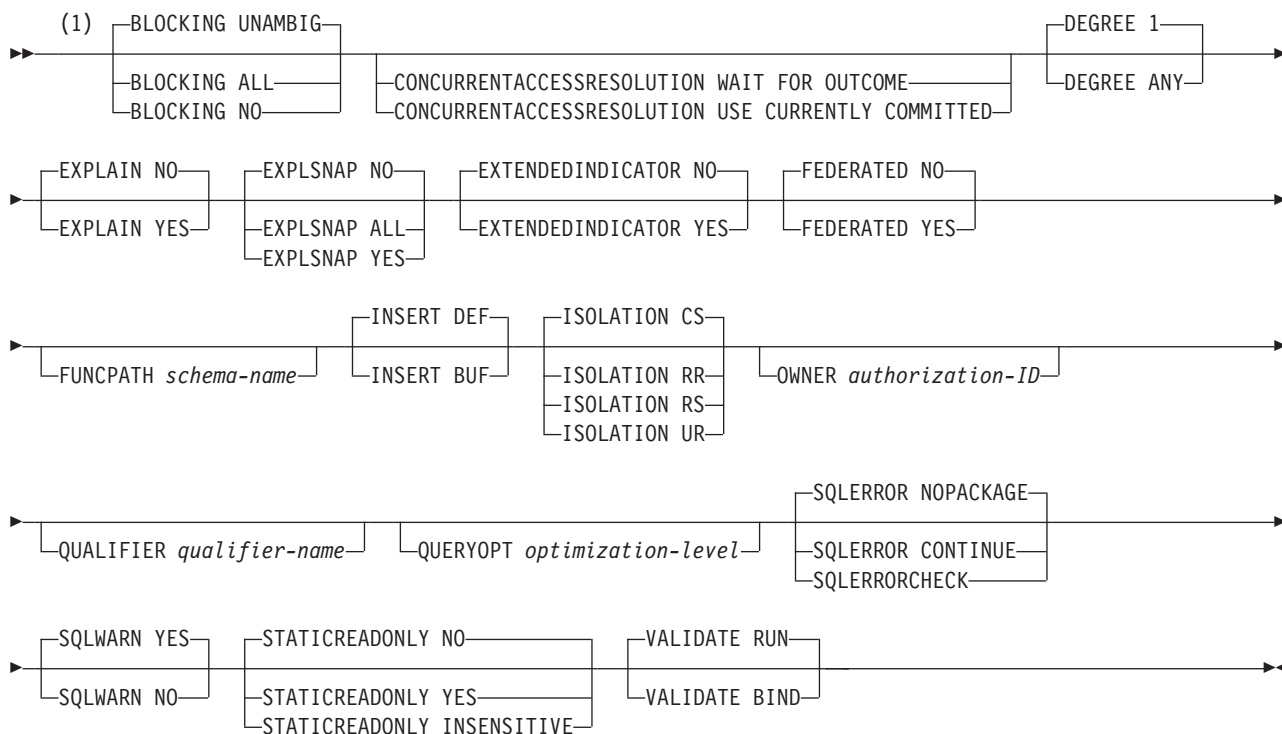 (1) BLOCKING UNAMBIG DEGREE 1
BLOCKING ALL CONCURRENTACCESSRESOLUTION WAIT FOR OUTCOME DEGREE ANY
BLOCKING NO CONCURRENTACCESSRESOLUTION USE CURRENTLY COMMITTED
EXPLAIN NO EXPLSNAP NO EXTENDEDINDICATOR NO FEDERATED NO
EXPLAIN YES EXPLSNAP ALL EXTENDEDINDICATOR YES FEDERATED YES
EXPLSNAP YES
INSERT DEF ISOLATION CS
FUNCPATH schema-name INSERT BUF ISOLATION RR OWNER authorization-ID
ISOLATION RS
ISOLATION UR
SQLERROR NOPACKAGE
QUALIFIER qualifier-name QUERYOPT optimization-level SQLERROR CONTINUE
SQLERRORCHECK
SQLWARN YES STATICREADONLY NO VALIDATE RUN
SQLWARN NO STATICREADONLY YES VALIDATE BIND
STATICREADONLY INSENSITIVE